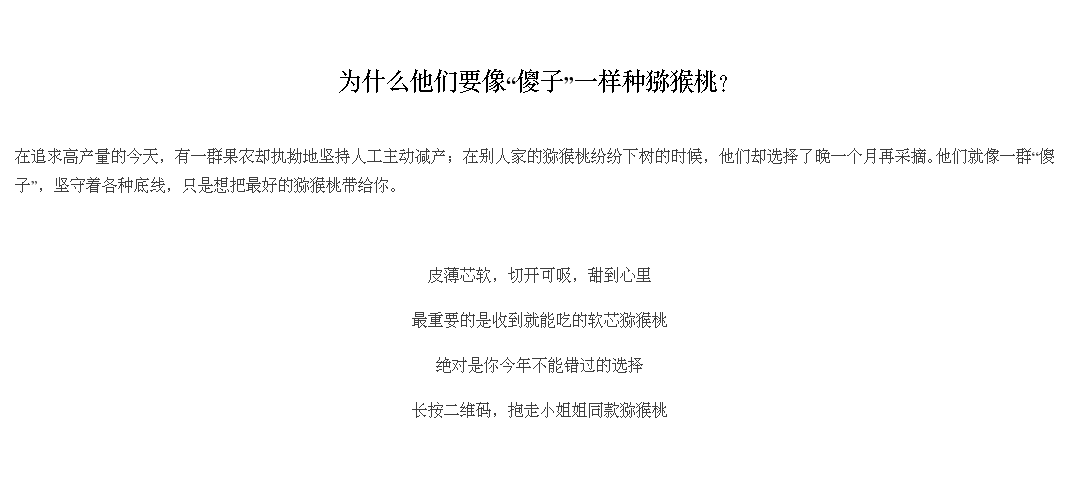 为什么他们要像“傻子”一样种猕猴桃？
在追求高产量的今天，有一群果农却执拗地坚持人工主动减产；在别人家的猕猴桃纷纷下树的时候，他们却选择了晚一个月再采摘。他们就像一群“傻
子”，坚守着各种底线，只是想把最好的猕猴桃带给你。
皮薄芯软，切开可吸，甜到心里
最重要的是收到就能吃的软芯猕猴桃
绝对是你今年不能错过的选择
长按二维码，抱走小姐姐同款猕猴桃